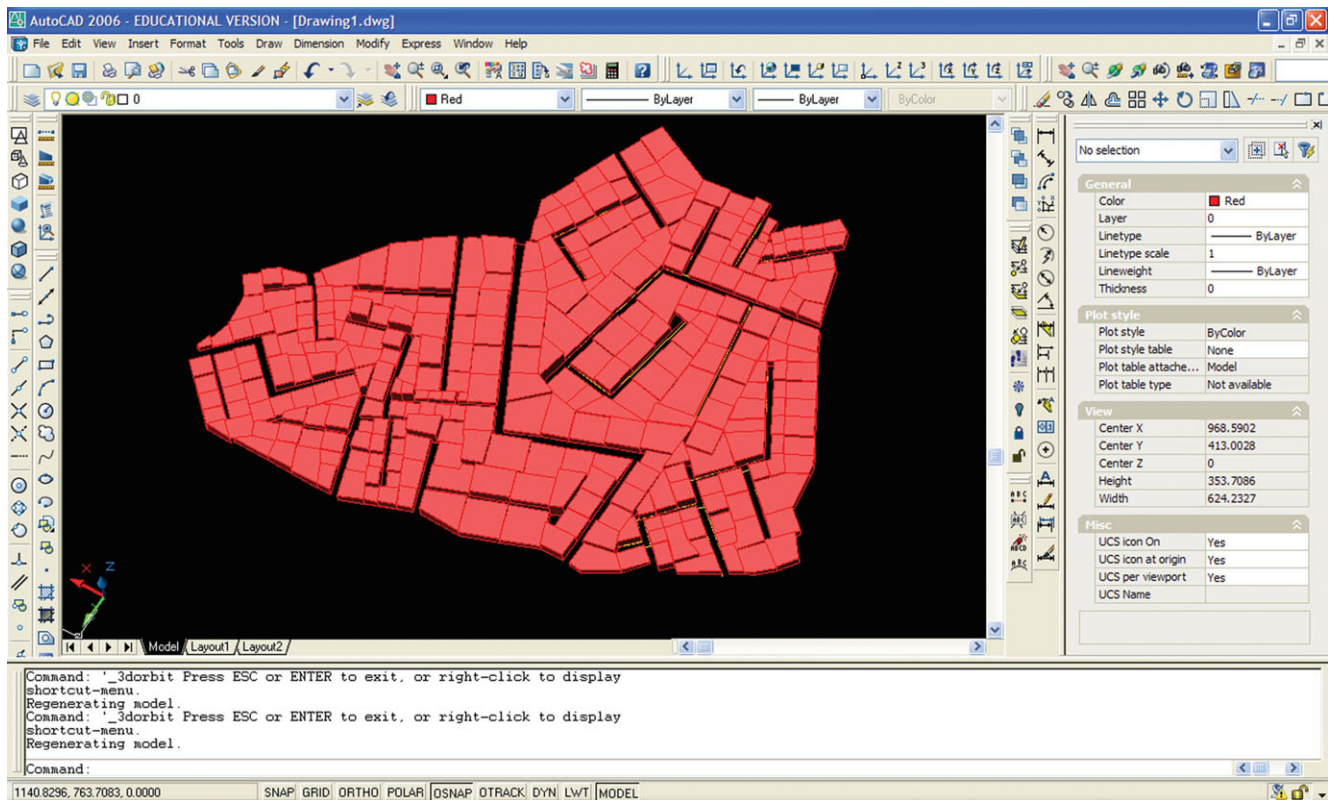 AutoCAD 2006 - EDUCATIONAL VERSION - [Drawing1.dwg]
File Edit View Insert Format Tools Draw Dimension Modify Express Window Help
0 Red ByLayer ByLayer ByColor
No selection
General
Color Red
Layer 0
Linetype ByLayer
Linetype scale 1
Lineweight ByLayer
Thickness 0
Plot style
Plot style ByColor
Plot style table None
Plot table attache... Model
Plot table type Not available
View
Center X 968.5902
Center Y 413.0028
Center Z 0
Height 353.7086
Width 624.2327
Misc
UCS icon On Yes
UCS icon at origin Yes
UCS per viewport Yes
UCS Name
X Z
Model Layout1 Layout2
Command: '_3dorbit Press ESC or ENTER to exit, or right-click to display
shortcut-menu.
Regenerating model.
Command: '_3dorbit Press ESC or ENTER to exit, or right-click to display
shortcut-menu.
Regenerating model.
Command:
1140.8296, 763.7083, 0.0000 SNAP GRID ORTHO POLAR OSNAP OTRACK DYN LWT MODEL